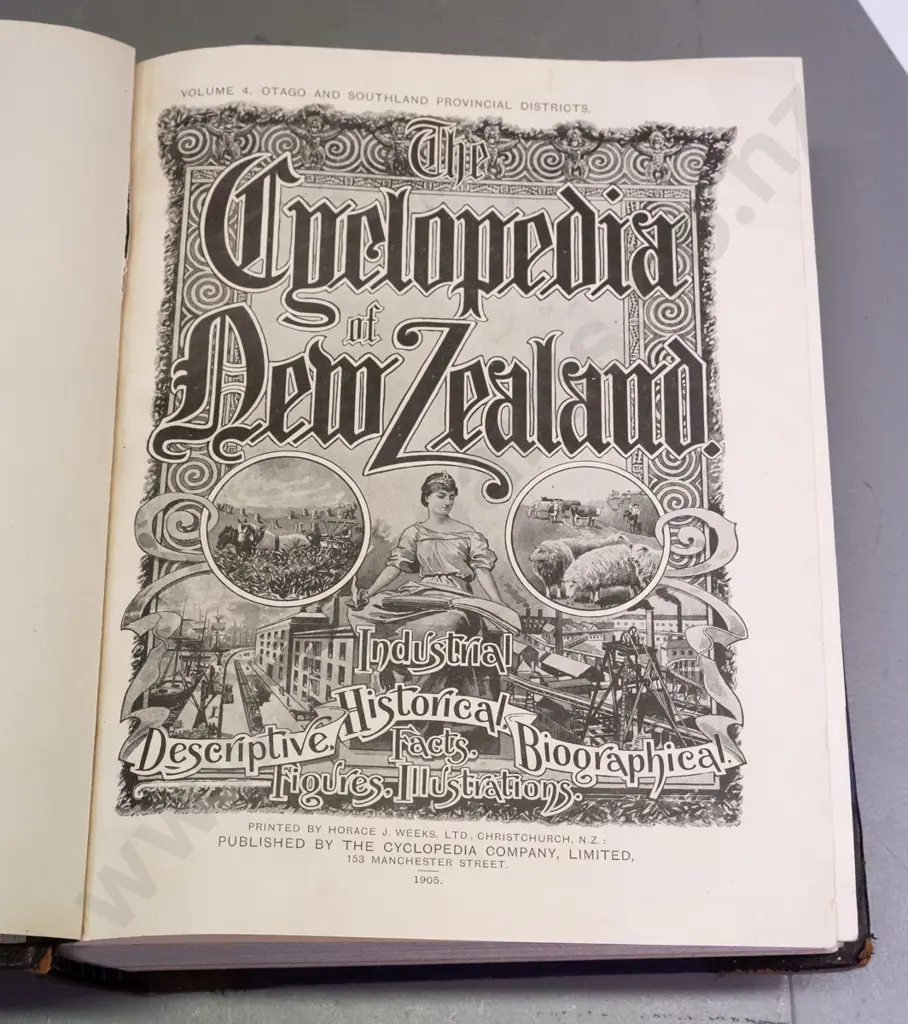 VOLUME 4.-OTAGO AND SOUTHLAND PROVINCIAL DISTRICTS.
The
Cyclopedia
of
New Zealand.
Industrial
Historical.
Descriptive.
Facts.
Biographical.
Figures. Illustrations.
PRINTED BY HORACE J. WEEKS, LTD., CHRISTCHURCH, N.Z.;
PUBLISHED BY THE CYCLOPEDIA COMPANY, LIMITED,
153 MANCHESTER STREET.
1905.